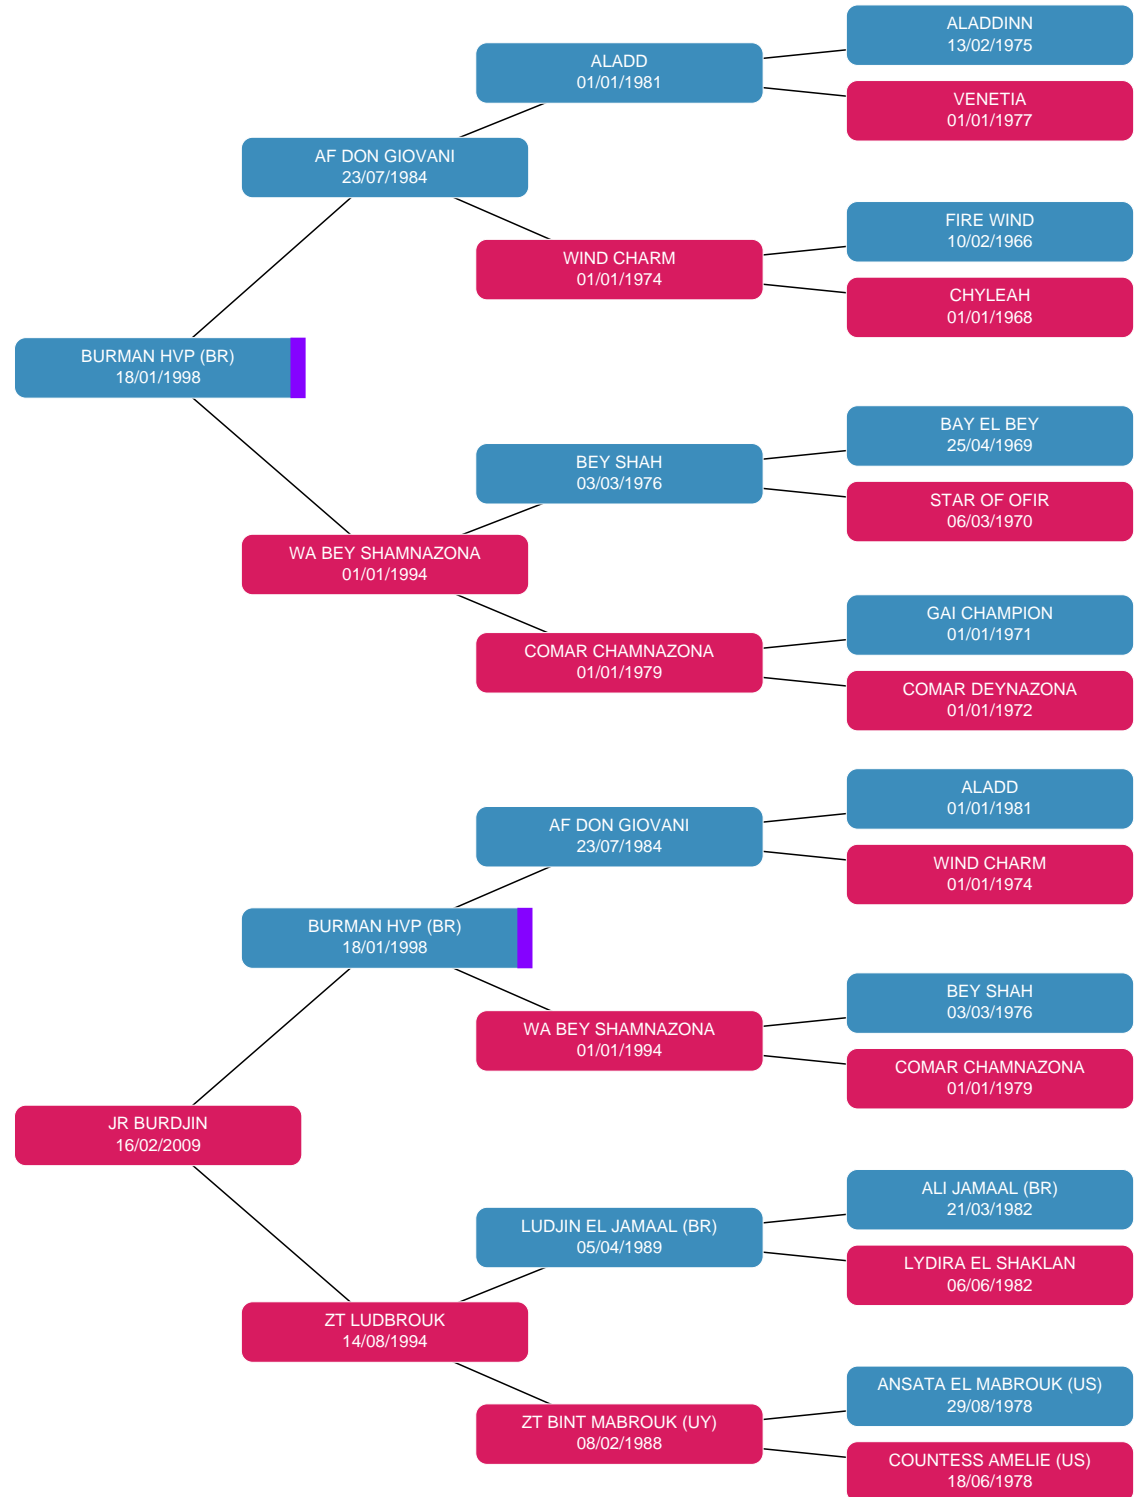 ALADDINN
13/02/1975
ALADD
01/01/1981
VENETIA
01/01/1977
AF DON GIOVANI
23/07/1984
FIRE WIND
10/02/1966
WIND CHARM
01/01/1974
CHYLEAH
01/01/1968
BURMAN HVP (BR)
18/01/1998
BAY EL BEY
25/04/1969
BEY SHAH
03/03/1976
STAR OF OFIR
06/03/1970
WA BEY SHAMNAZONA
01/01/1994
GAI CHAMPION
01/01/1971
COMAR CHAMNAZONA
01/01/1979
COMAR DEYNAZONA
01/01/1972
ALADD
01/01/1981
AF DON GIOVANI
23/07/1984
WIND CHARM
01/01/1974
BURMAN HVP (BR)
18/01/1998
BEY SHAH
03/03/1976
WA BEY SHAMNAZONA
01/01/1994
COMAR CHAMNAZONA
01/01/1979
JR BURDJIN
16/02/2009
ALI JAMAAL (BR)
21/03/1982
LUDJIN EL JAMAAL (BR)
05/04/1989
LYDIRA EL SHAKLAN
06/06/1982
ZT LUDBROUK
14/08/1994
ANSATA EL MABROUK (US)
29/08/1978
ZT BINT MABROUK (UY)
08/02/1988
COUNTESS AMELIE (US)
18/06/1978